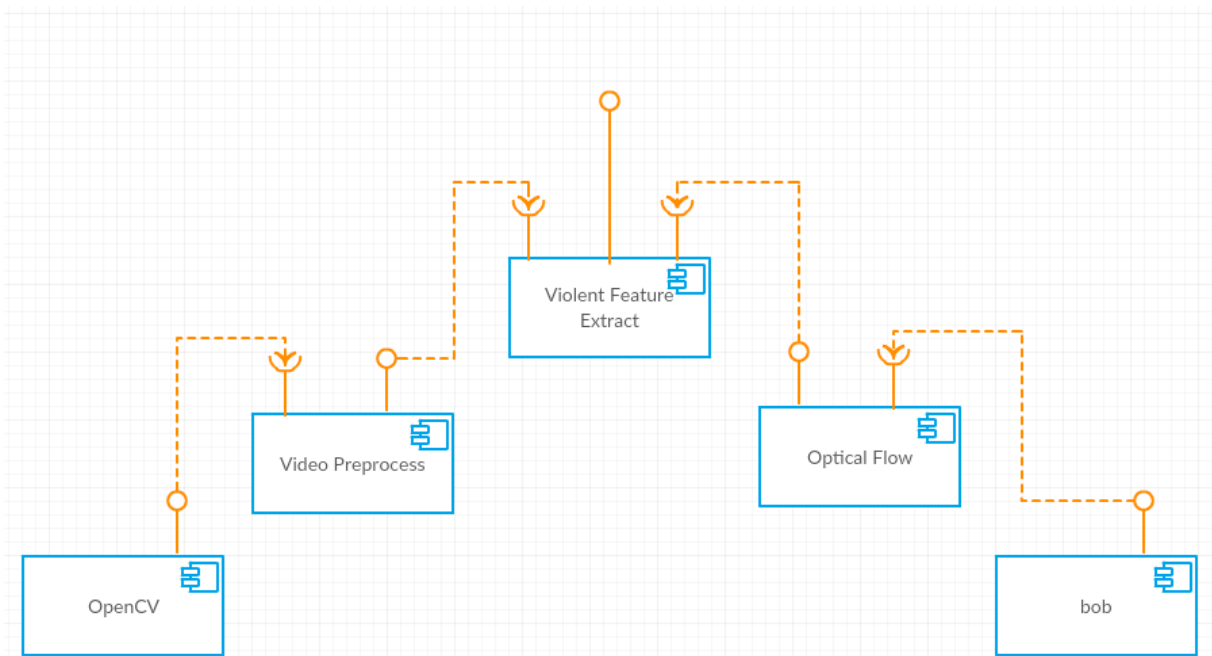 Violent Feature
Extract
Video Preprocess
Optical Flow
OpenCV
bob